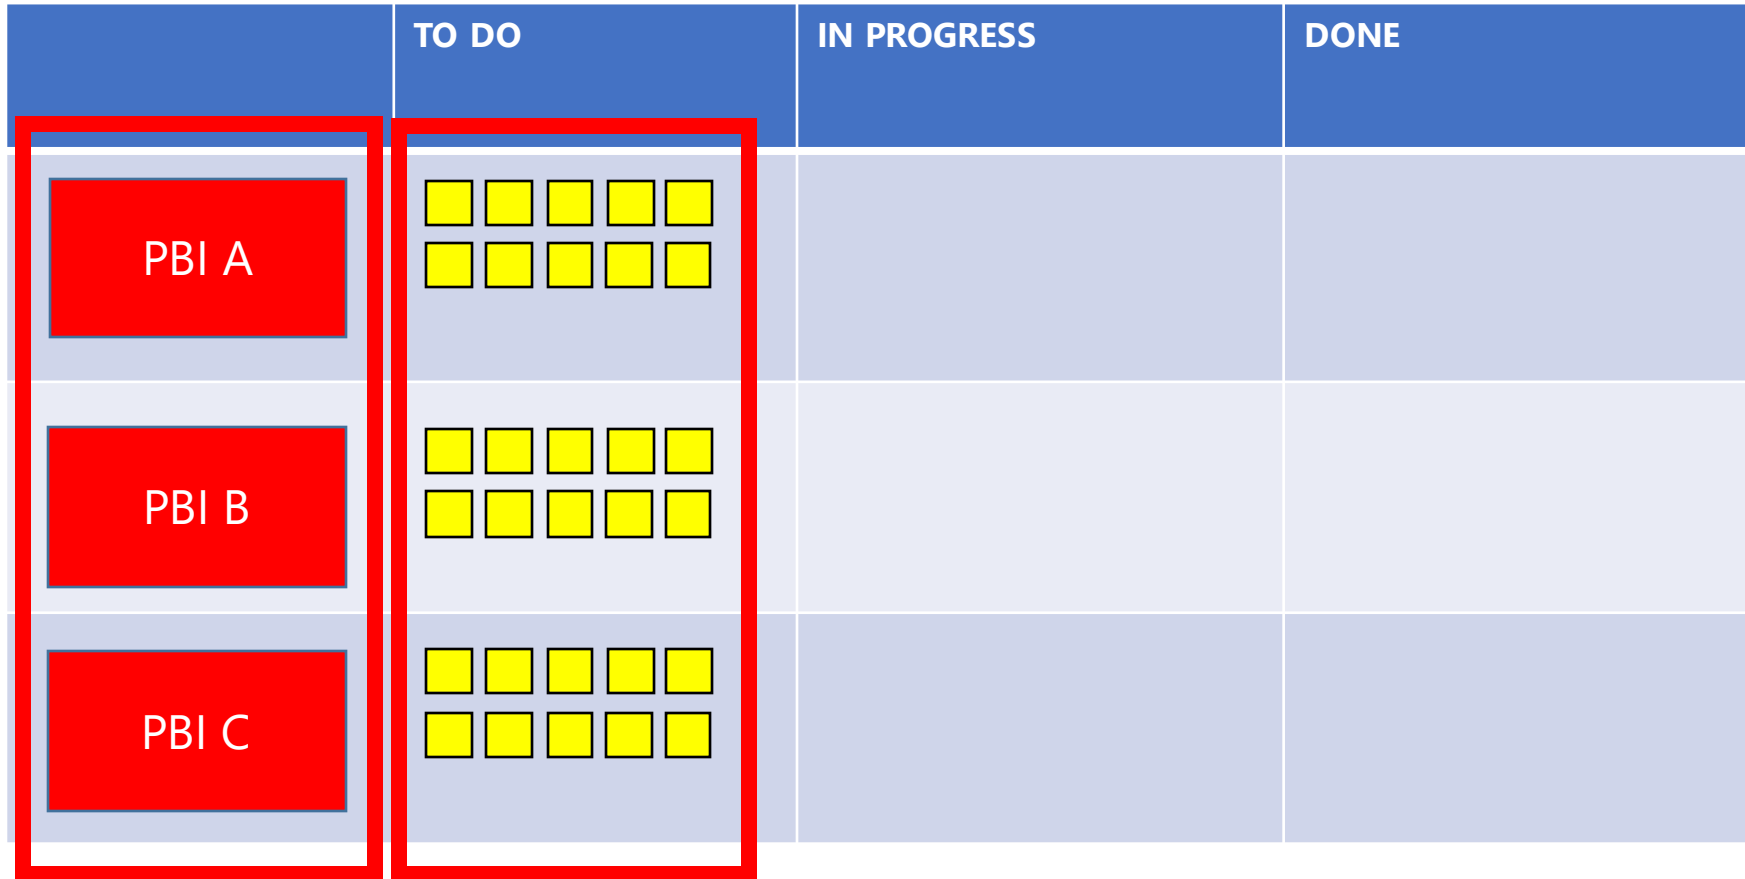 TO DO
IN PROGRESS
DONE
PBI A
PBI B
PBI C